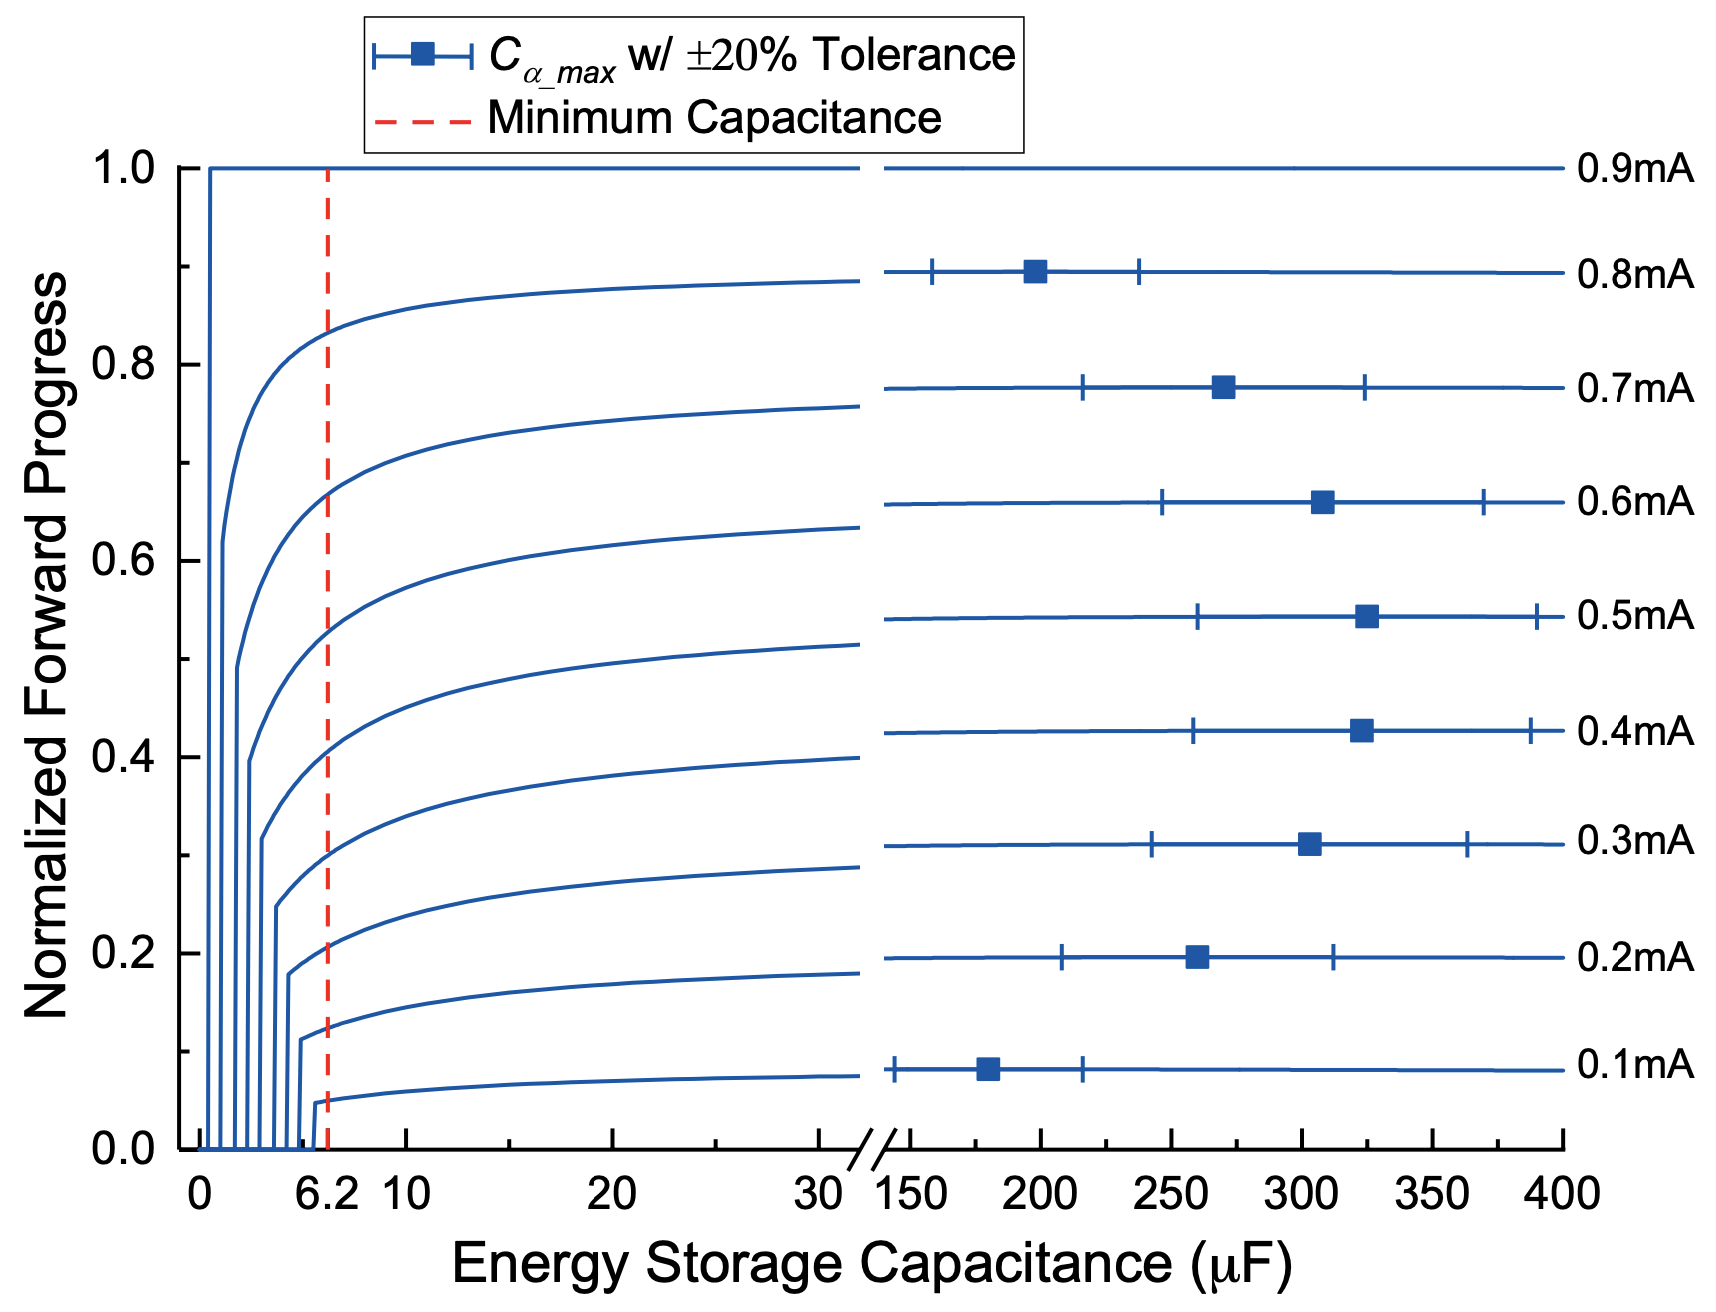 C𝛼_max w/ ±20% Tolerance
Minimum Capacitance
Normalized Forward Progress
1.0
0.8
0.6
0.4
0.2
0.0
0.9mA
0.8mA
0.7mA
0.6mA
0.5mA
0.4mA
0.3mA
0.2mA
0.1mA
0 6.2 10 20 30 150 200 250 300 350 400
Energy Storage Capacitance (μF)